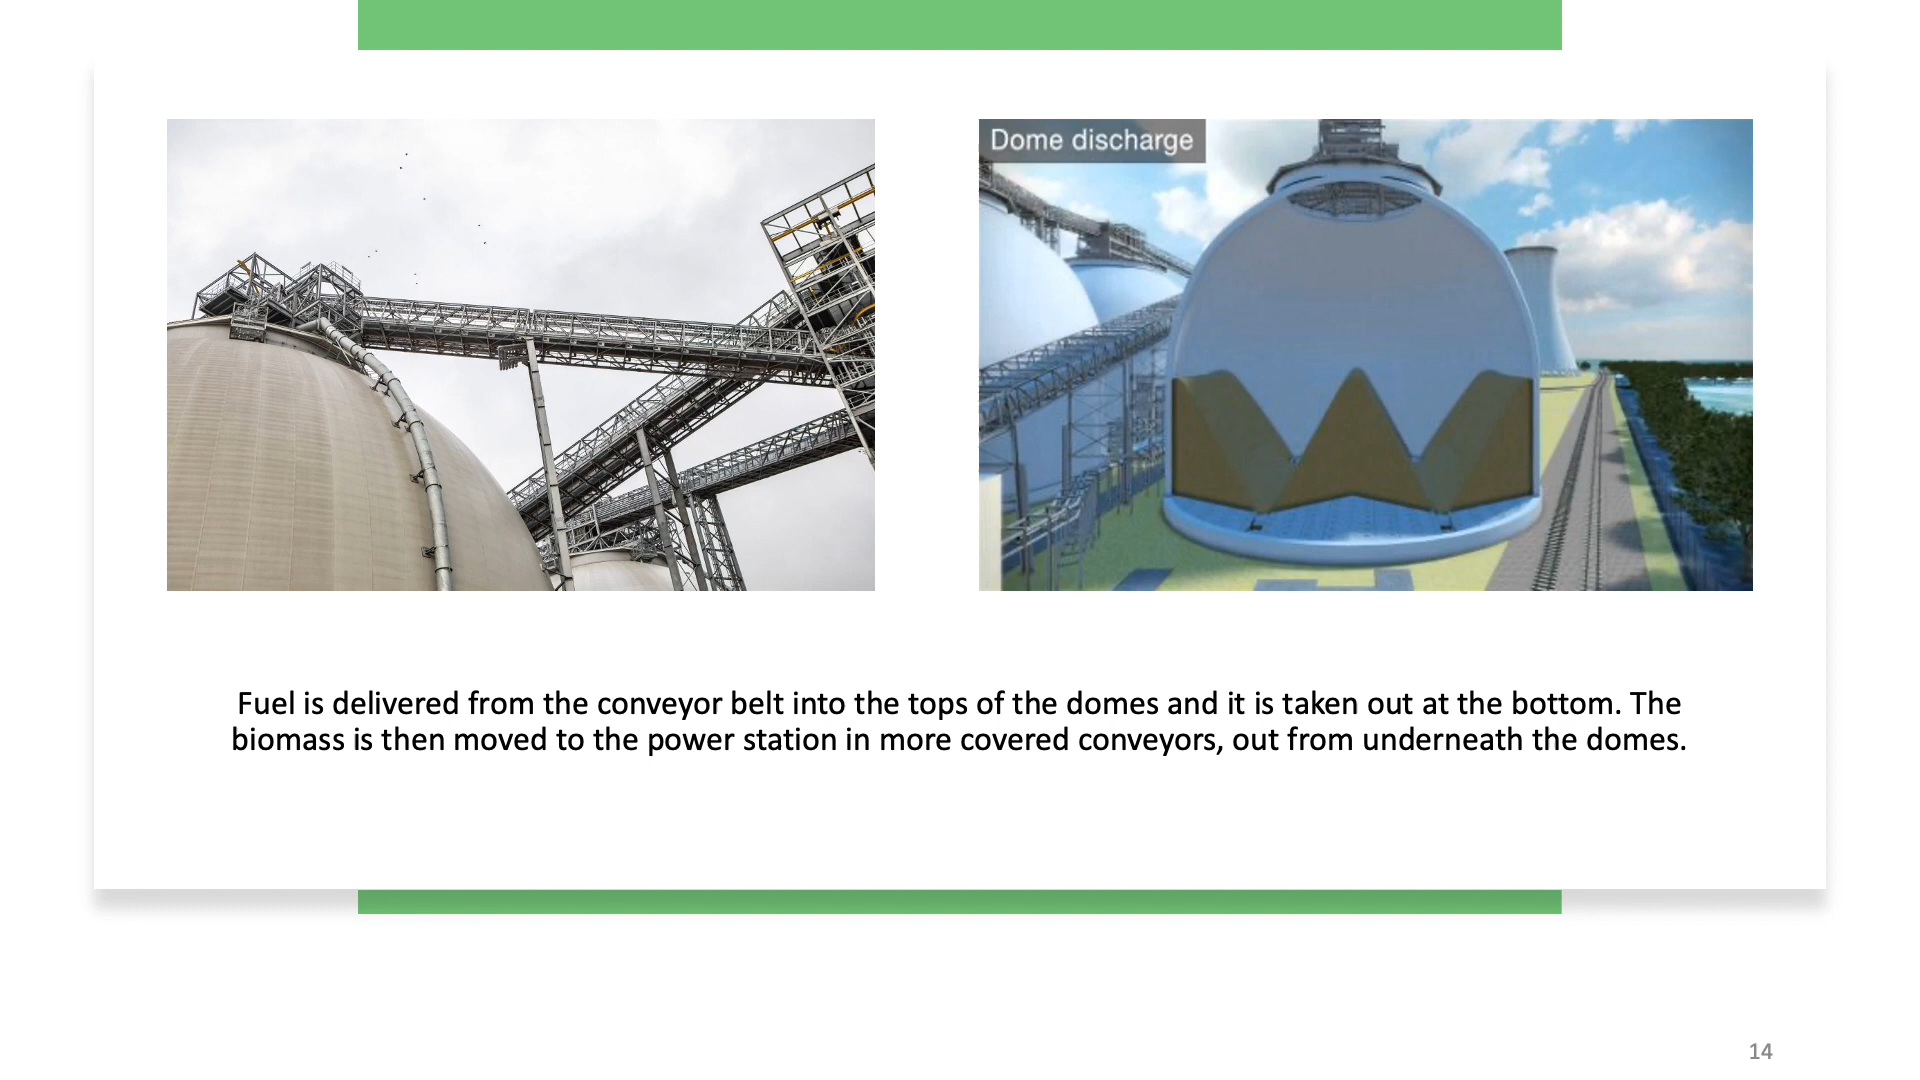 Dome discharge
Fuel is delivered from the conveyor belt into the tops of the domes and it is taken out at the bottom. The
biomass is then moved to the power station in more covered conveyors, out from underneath the domes.
14